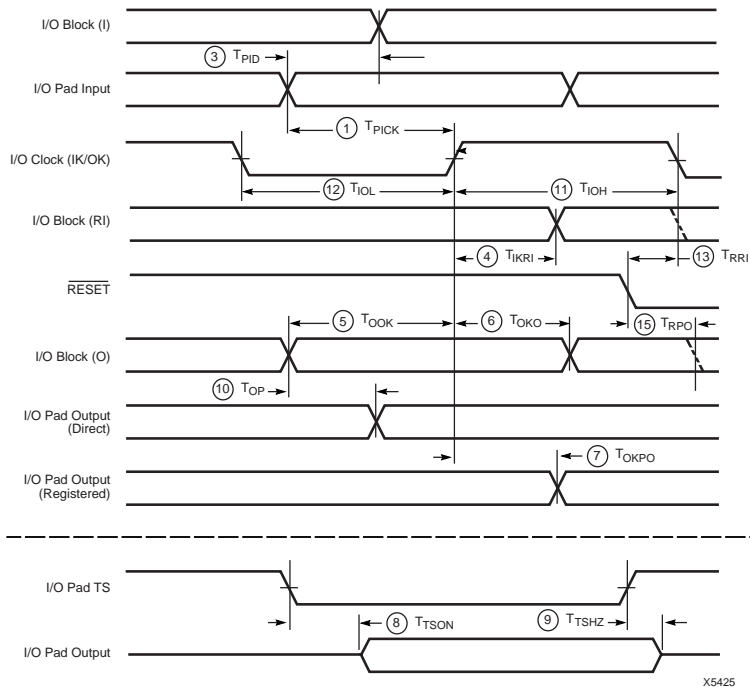 I/O Block (I)
3 TPID
I/O Pad Input
1 TPICK
I/O Clock (IK/OK)
12 TIOL
11 TIOH
I/O Block (RI)
4 TIKRI
13 TRRI
RESET
5 TOOK
6 TOKO
15 TRPO
I/O Block (O)
10 TOP
I/O Pad Output
(Direct)
7 TOKPO
I/O Pad Output
(Registered)
I/O Pad TS
8 TTSON
9 TTSHZ
I/O Pad Output
X5425